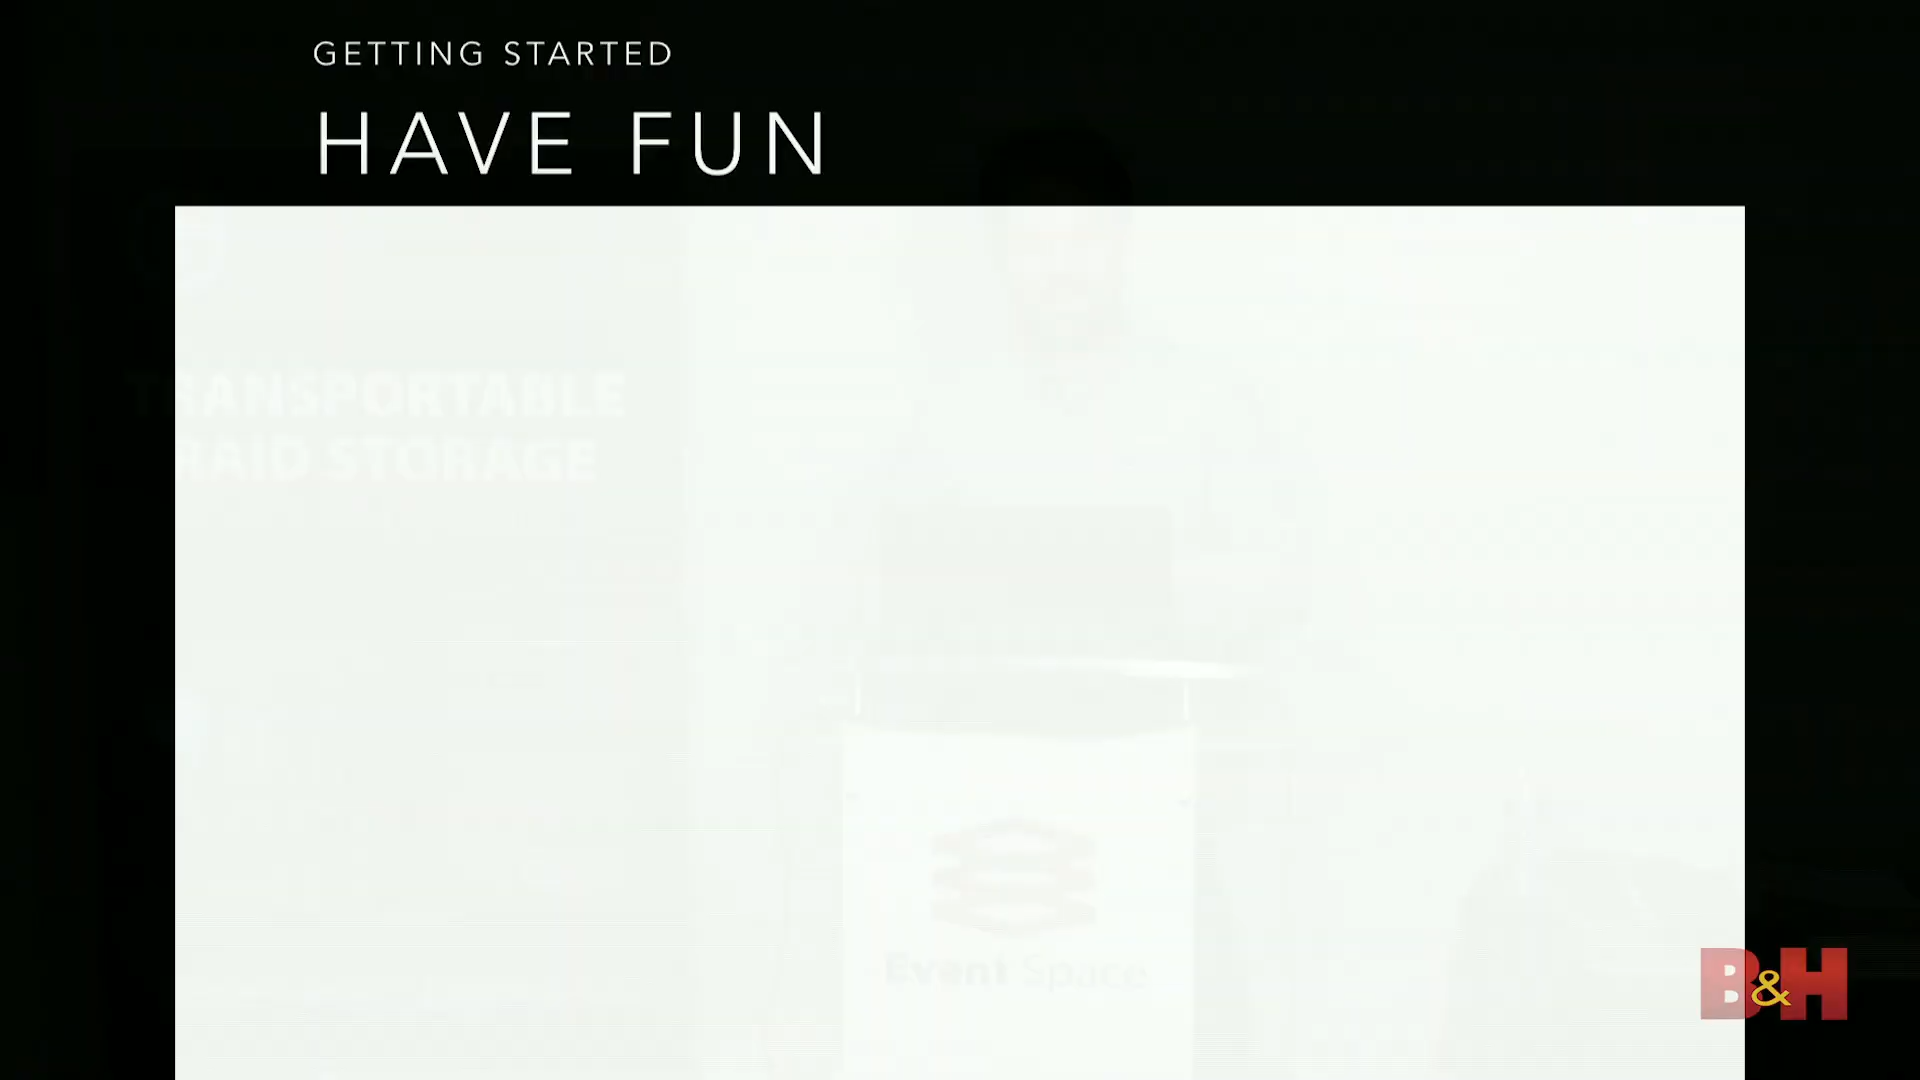 GETTING STARTED
HAVE FUN
TRANSPORTABLE
RAID STORAGE
Event Space
B&H